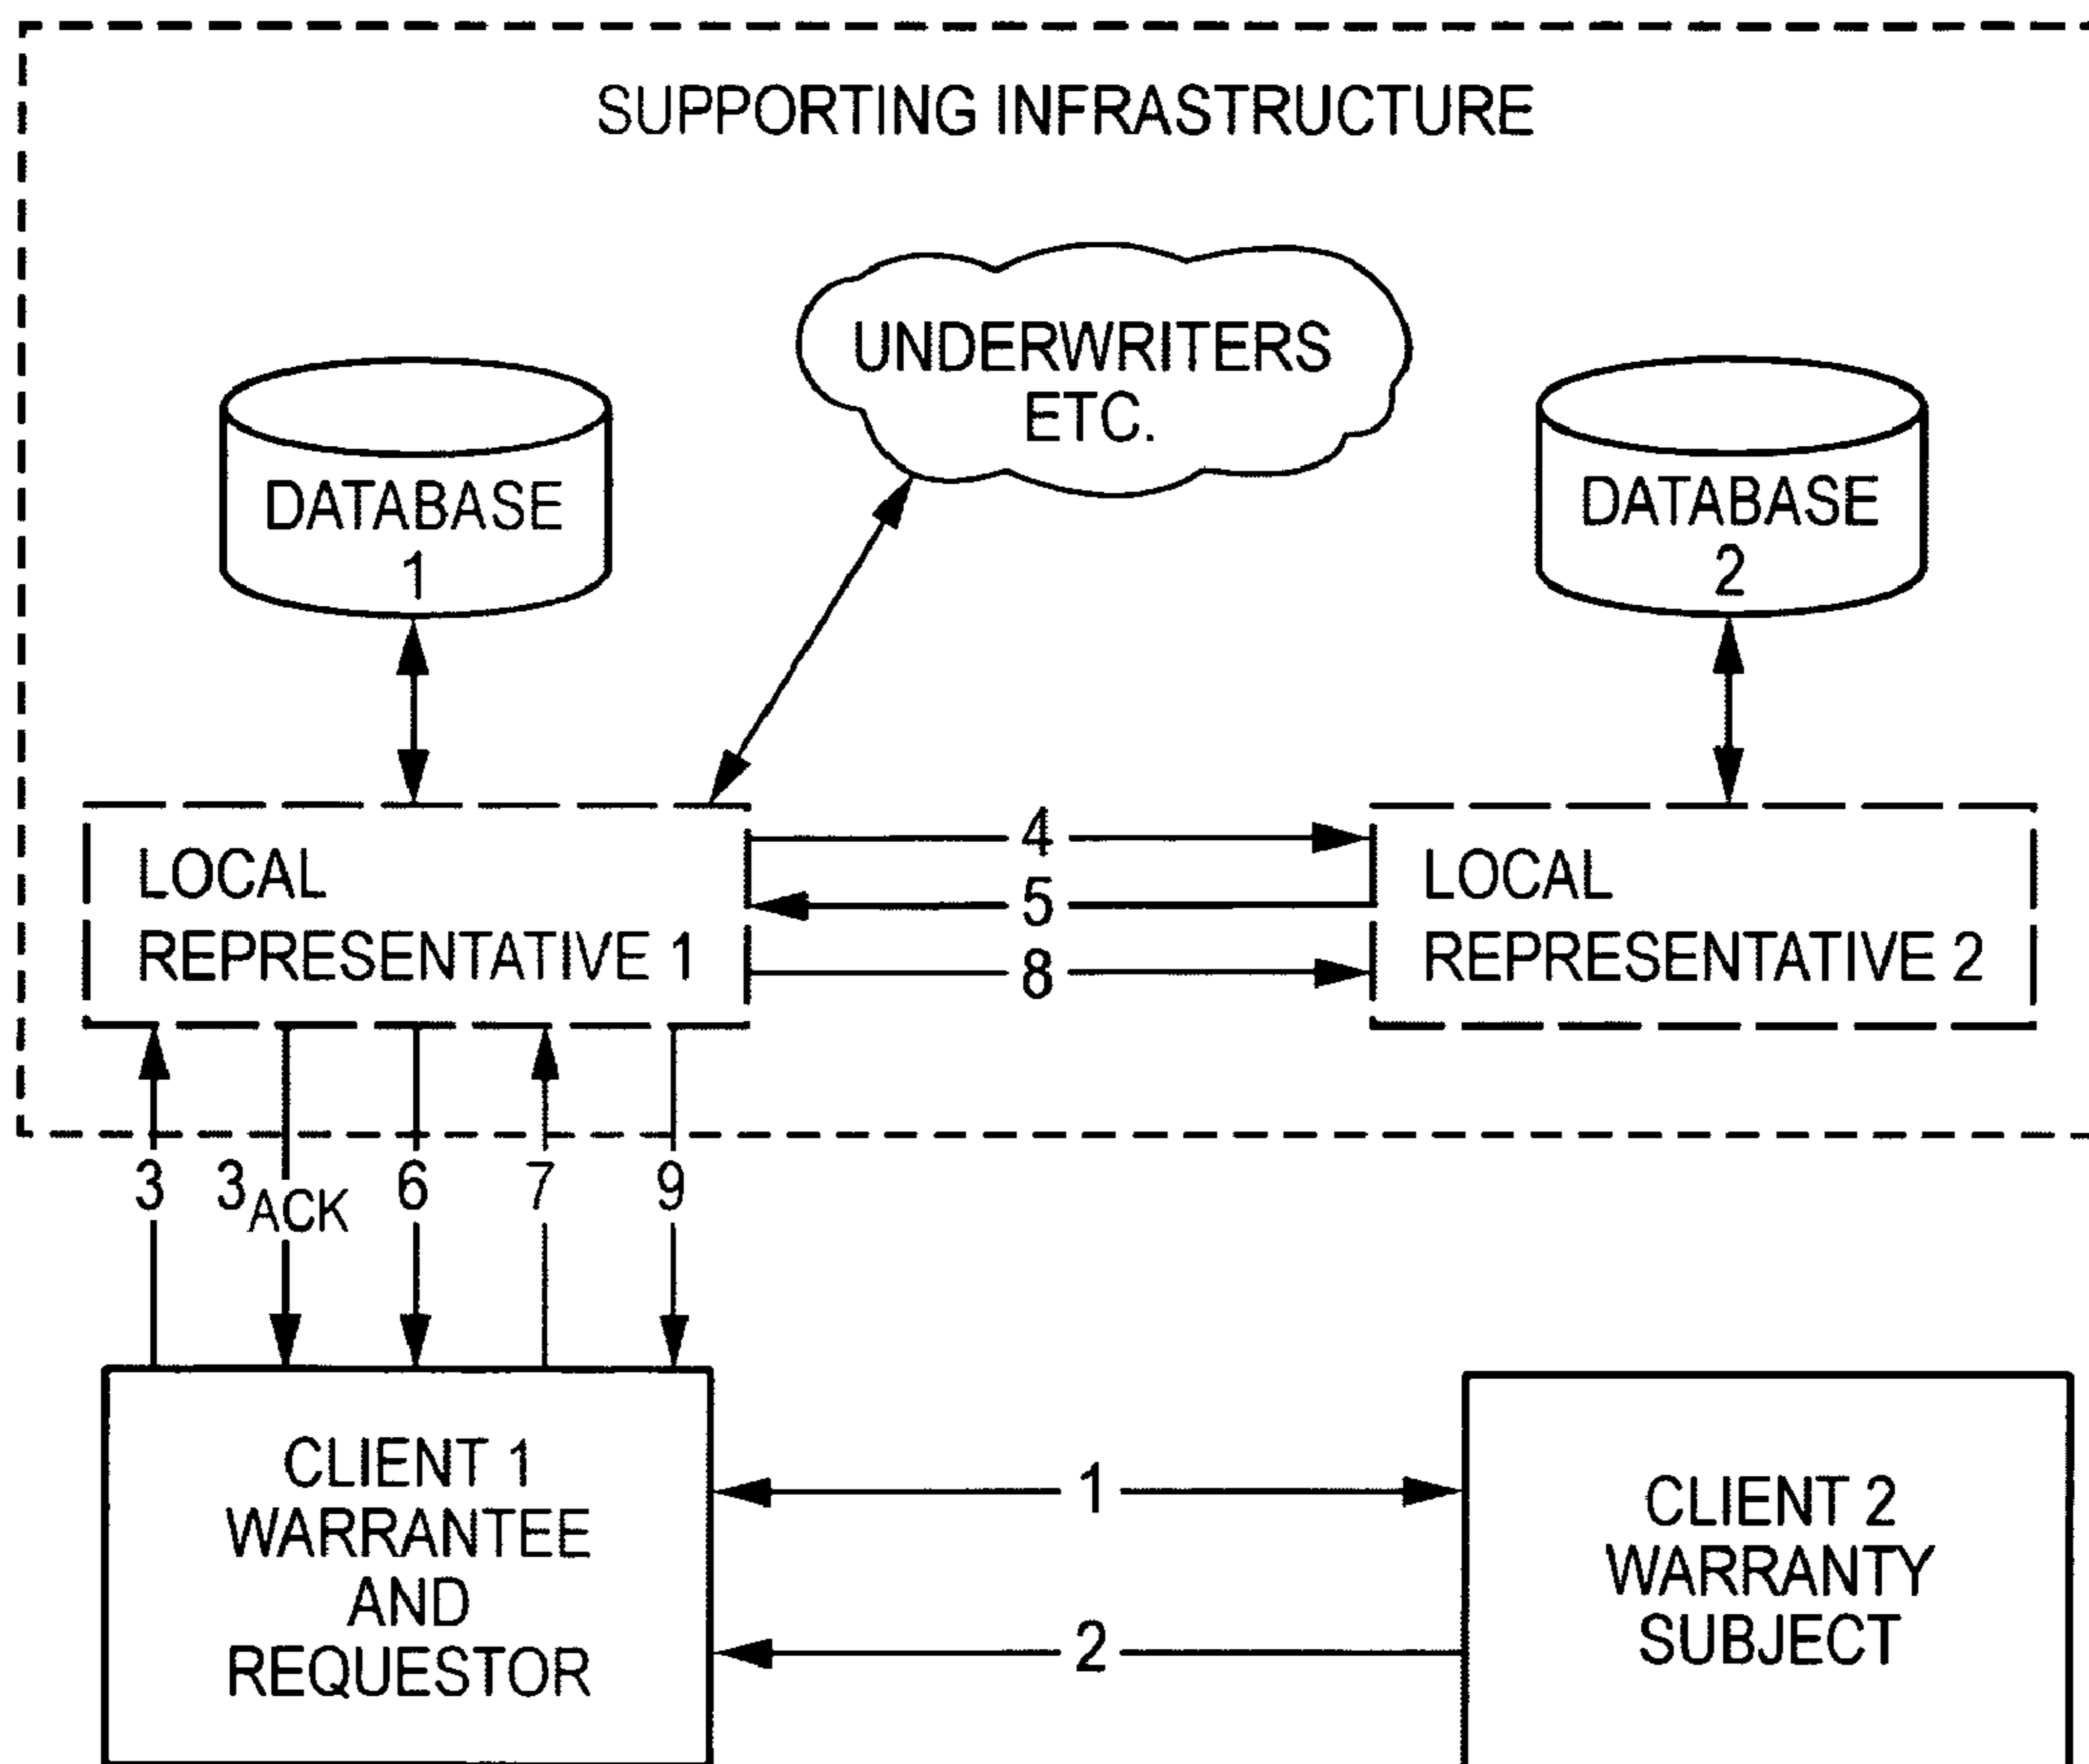 SUPPORTING INFRASTRUCTURE
UNDERWRITERS
ETC.
DATABASE
1
DATABASE
2
LOCAL
REPRESENTATIVE 1
4
5
8
LOCAL
REPRESENTATIVE 2
3
3ACK
6
7
9
CLIENT 1
WARRANTEE
AND
REQUESTOR
1
2
CLIENT 2
WARRANTY
SUBJECT